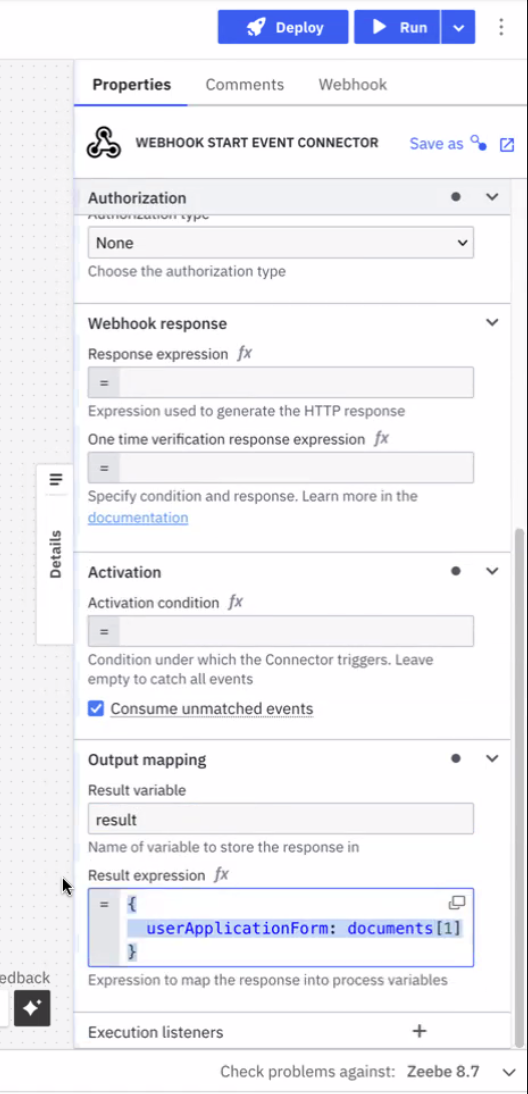 Deploy
Run
Properties
Comments
Webhook
WEBHOOK START EVENT CONNECTOR
Save as
Authorization
Authorization type
None
Choose the authorization type
Webhook response
Response expression fx
=
Expression used to generate the HTTP response
One time verification response expression fx
=
Specify condition and response. Learn more in the
documentation
Details
Activation
Activation condition fx
=
Condition under which the Connector triggers. Leave
empty to catch all events
Consume unmatched events
Output mapping
Result variable
result
Name of variable to store the response in
Result expression fx
= {
userApplicationForm: documents[1]
}
Expression to map the response into process variables
edback
Execution listeners
Check problems against: Zeebe 8.7